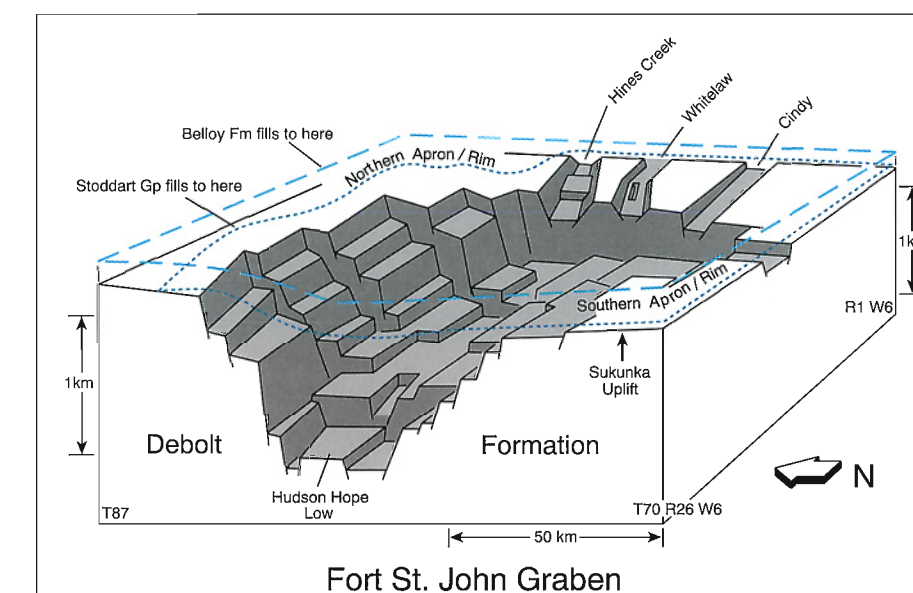 Hines Creek
Whitelaw
Cindy
Belloy Fm fills to here
Northern Apron / Rim
Stoddart Gp fills to here
1km
Southern Apron / Rim
R1 W6
1km
Sukunka
Uplift
Debolt
Formation
Hudson Hope
Low
N
T87
T70 R26 W6
50 km
Fort St. John Graben